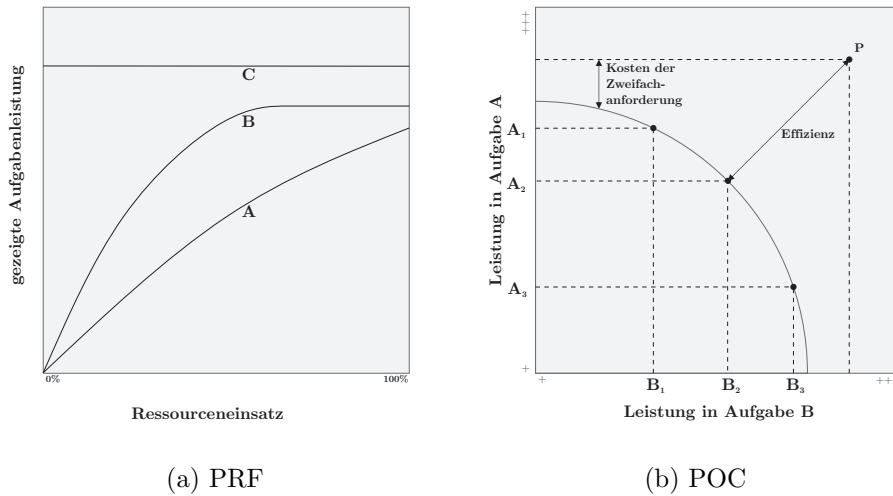 gezeigte Aufgabenleistung
C
B
A
0%
100%
Ressourceneinsatz
(a) PRF
+
+
+
P
Kosten der
Zweifach-
anforderung
Effizienz
Leistung in Aufgabe A
A₁
A₂
A₃
+
+
B₁
B₂
B₃
++
Leistung in Aufgabe B
(b) POC